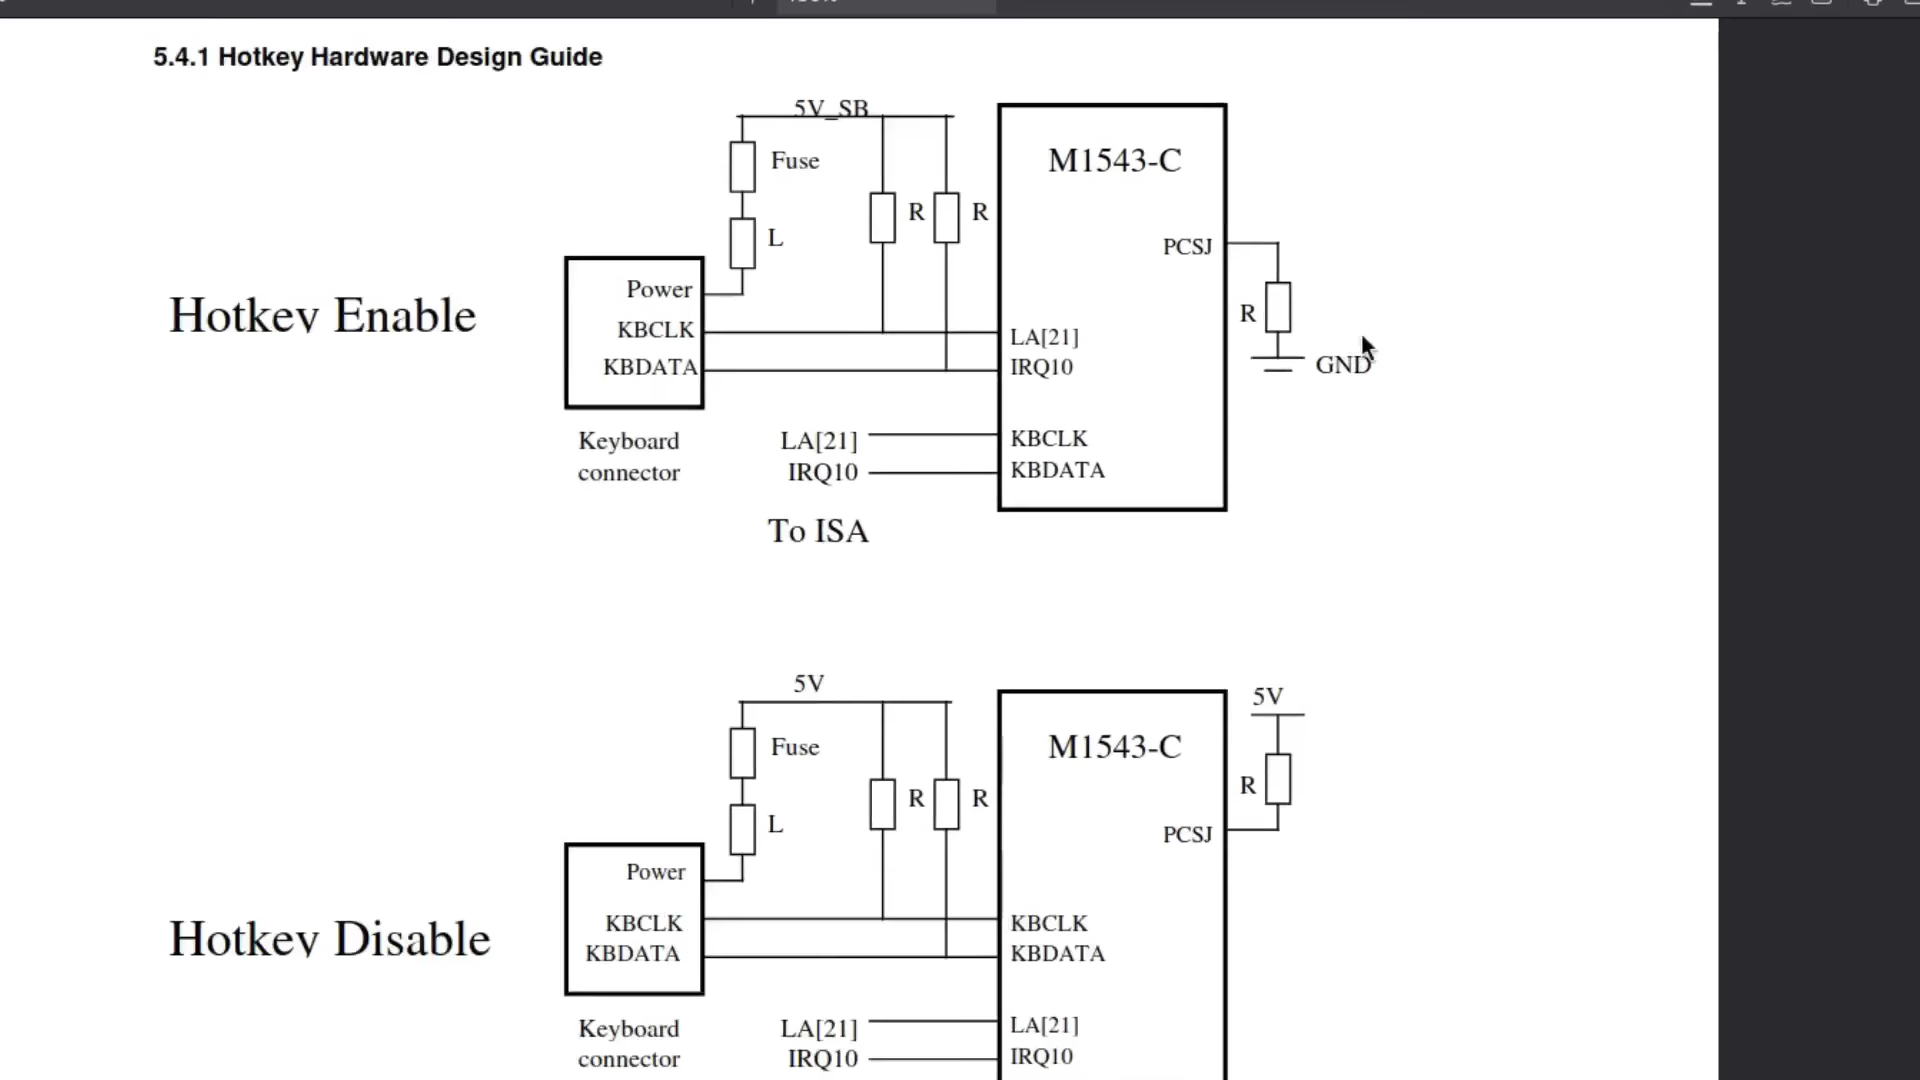 5.4.1 Hotkey Hardware Design Guide
5V_SB
Fuse
M1543-C
R R
L
PCSJ
Power
R
Hotkey Enable
KBCLK
LA[21]
KBDATA
IRQ10
GND
Keyboard
connector
LA[21]
KBCLK
IRQ10
KBDATA
To ISA
5V
5V
Fuse
M1543-C
R R
R
L
PCSJ
Power
Hotkey Disable
KBCLK
KBCLK
KBDATA
KBDATA
Keyboard
connector
LA[21]
LA[21]
IRQ10
IRQ10